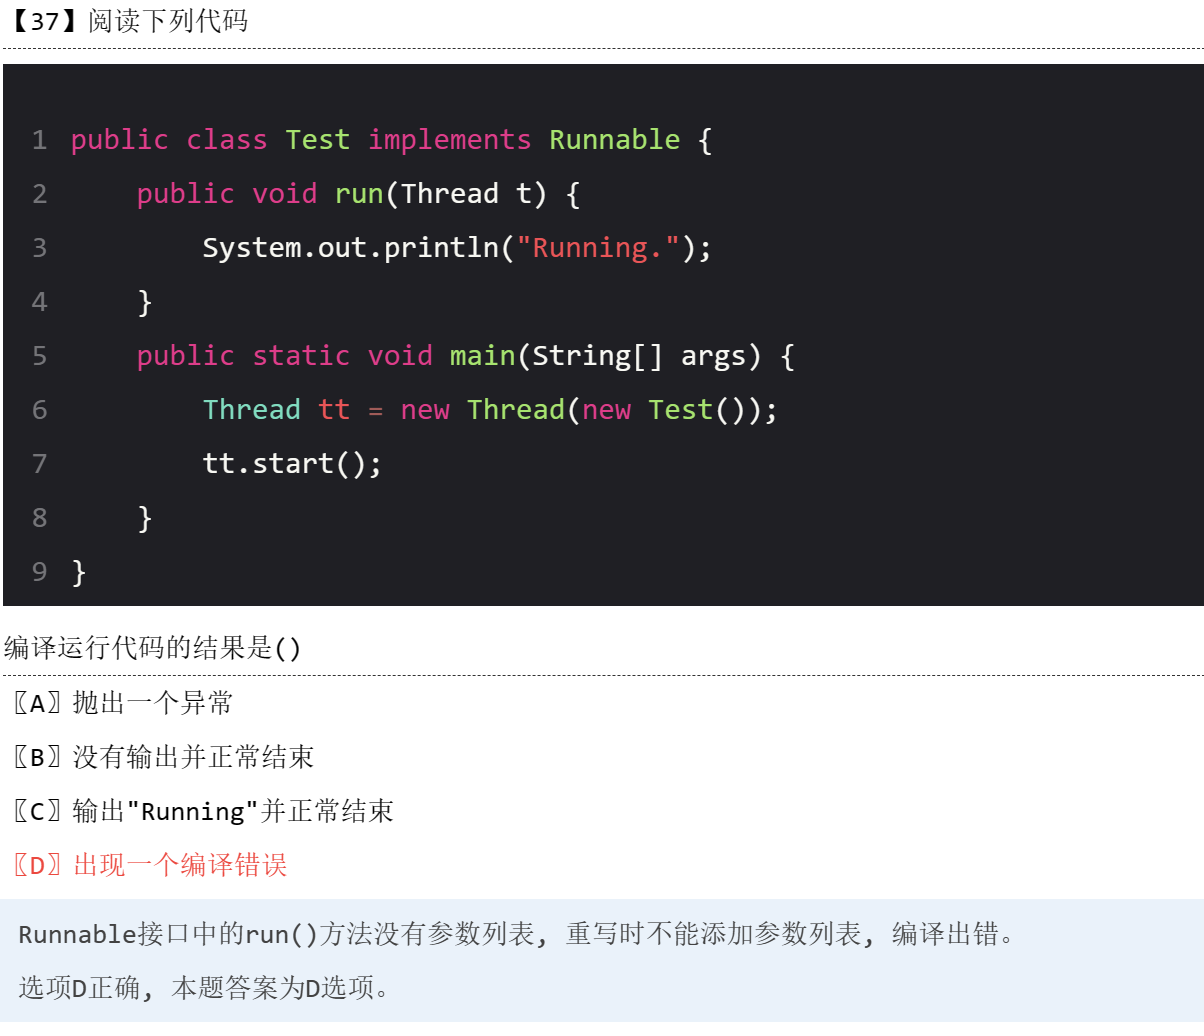 【37】阅读下列代码
1 public class Test implements Runnable {
2     public void run(Thread t) {
3         System.out.println("Running.");
4     }
5     public static void main(String[] args) {
6         Thread tt = new Thread(new Test());
7         tt.start();
8     }
9 }
编译运行代码的结果是()
〖A〗抛出一个异常
〖B〗没有输出并正常结束
〖C〗输出"Running"并正常结束
〖D〗出现一个编译错误
Runnable接口中的run()方法没有参数列表, 重写时不能添加参数列表, 编译出错。
选项D正确, 本题答案为D选项。